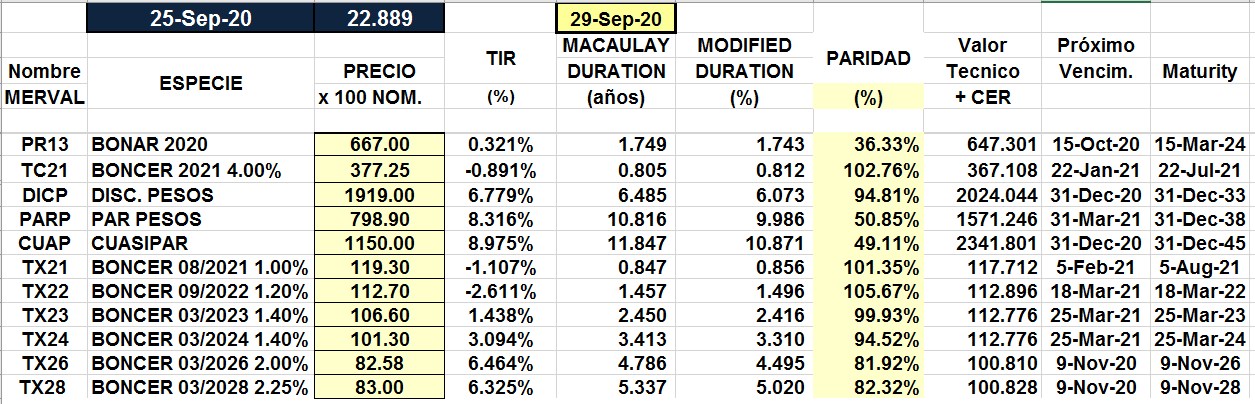 25-Sep-20 22.889 29-Sep-20
Nombre MERVAL ESPECIE PRECIO x 100 NOM. TIR (%) MACAULAY DURATION (años) MODIFIED DURATION (%) PARIDAD (%) Valor Tecnico + CER Próximo Vencim. Maturity
PR13 BONAR 2020 667.00 0.321% 1.749 1.743 36.33% 647.301 15-Oct-20 15-Mar-24
TC21 BONCER 2021 4.00% 377.25 -0.891% 0.805 0.812 102.76% 367.108 22-Jan-21 22-Jul-21
DICP DISC. PESOS 1919.00 6.779% 6.485 6.073 94.81% 2024.044 31-Dec-20 31-Dec-33
PARP PAR PESOS 798.90 8.316% 10.816 9.986 50.85% 1571.246 31-Mar-21 31-Dec-38
CUAP CUASIPAR 1150.00 8.975% 11.847 10.871 49.11% 2341.801 31-Dec-20 31-Dec-45
TX21 BONCER 08/2021 1.00% 119.30 -1.107% 0.847 0.856 101.35% 117.712 5-Feb-21 5-Aug-21
TX22 BONCER 09/2022 1.20% 112.70 -2.611% 1.457 1.496 105.67% 112.896 18-Mar-21 18-Mar-22
TX23 BONCER 03/2023 1.40% 106.60 1.438% 2.450 2.416 99.93% 112.776 25-Mar-21 25-Mar-23
TX24 BONCER 03/2024 1.40% 101.30 3.094% 3.413 3.310 94.52% 112.776 25-Mar-21 25-Mar-24
TX26 BONCER 03/2026 2.00% 82.58 6.464% 4.786 4.495 81.92% 100.810 9-Nov-20 9-Nov-26
TX28 BONCER 03/2028 2.25% 83.00 6.325% 5.337 5.020 82.32% 100.828 9-Nov-20 9-Nov-28